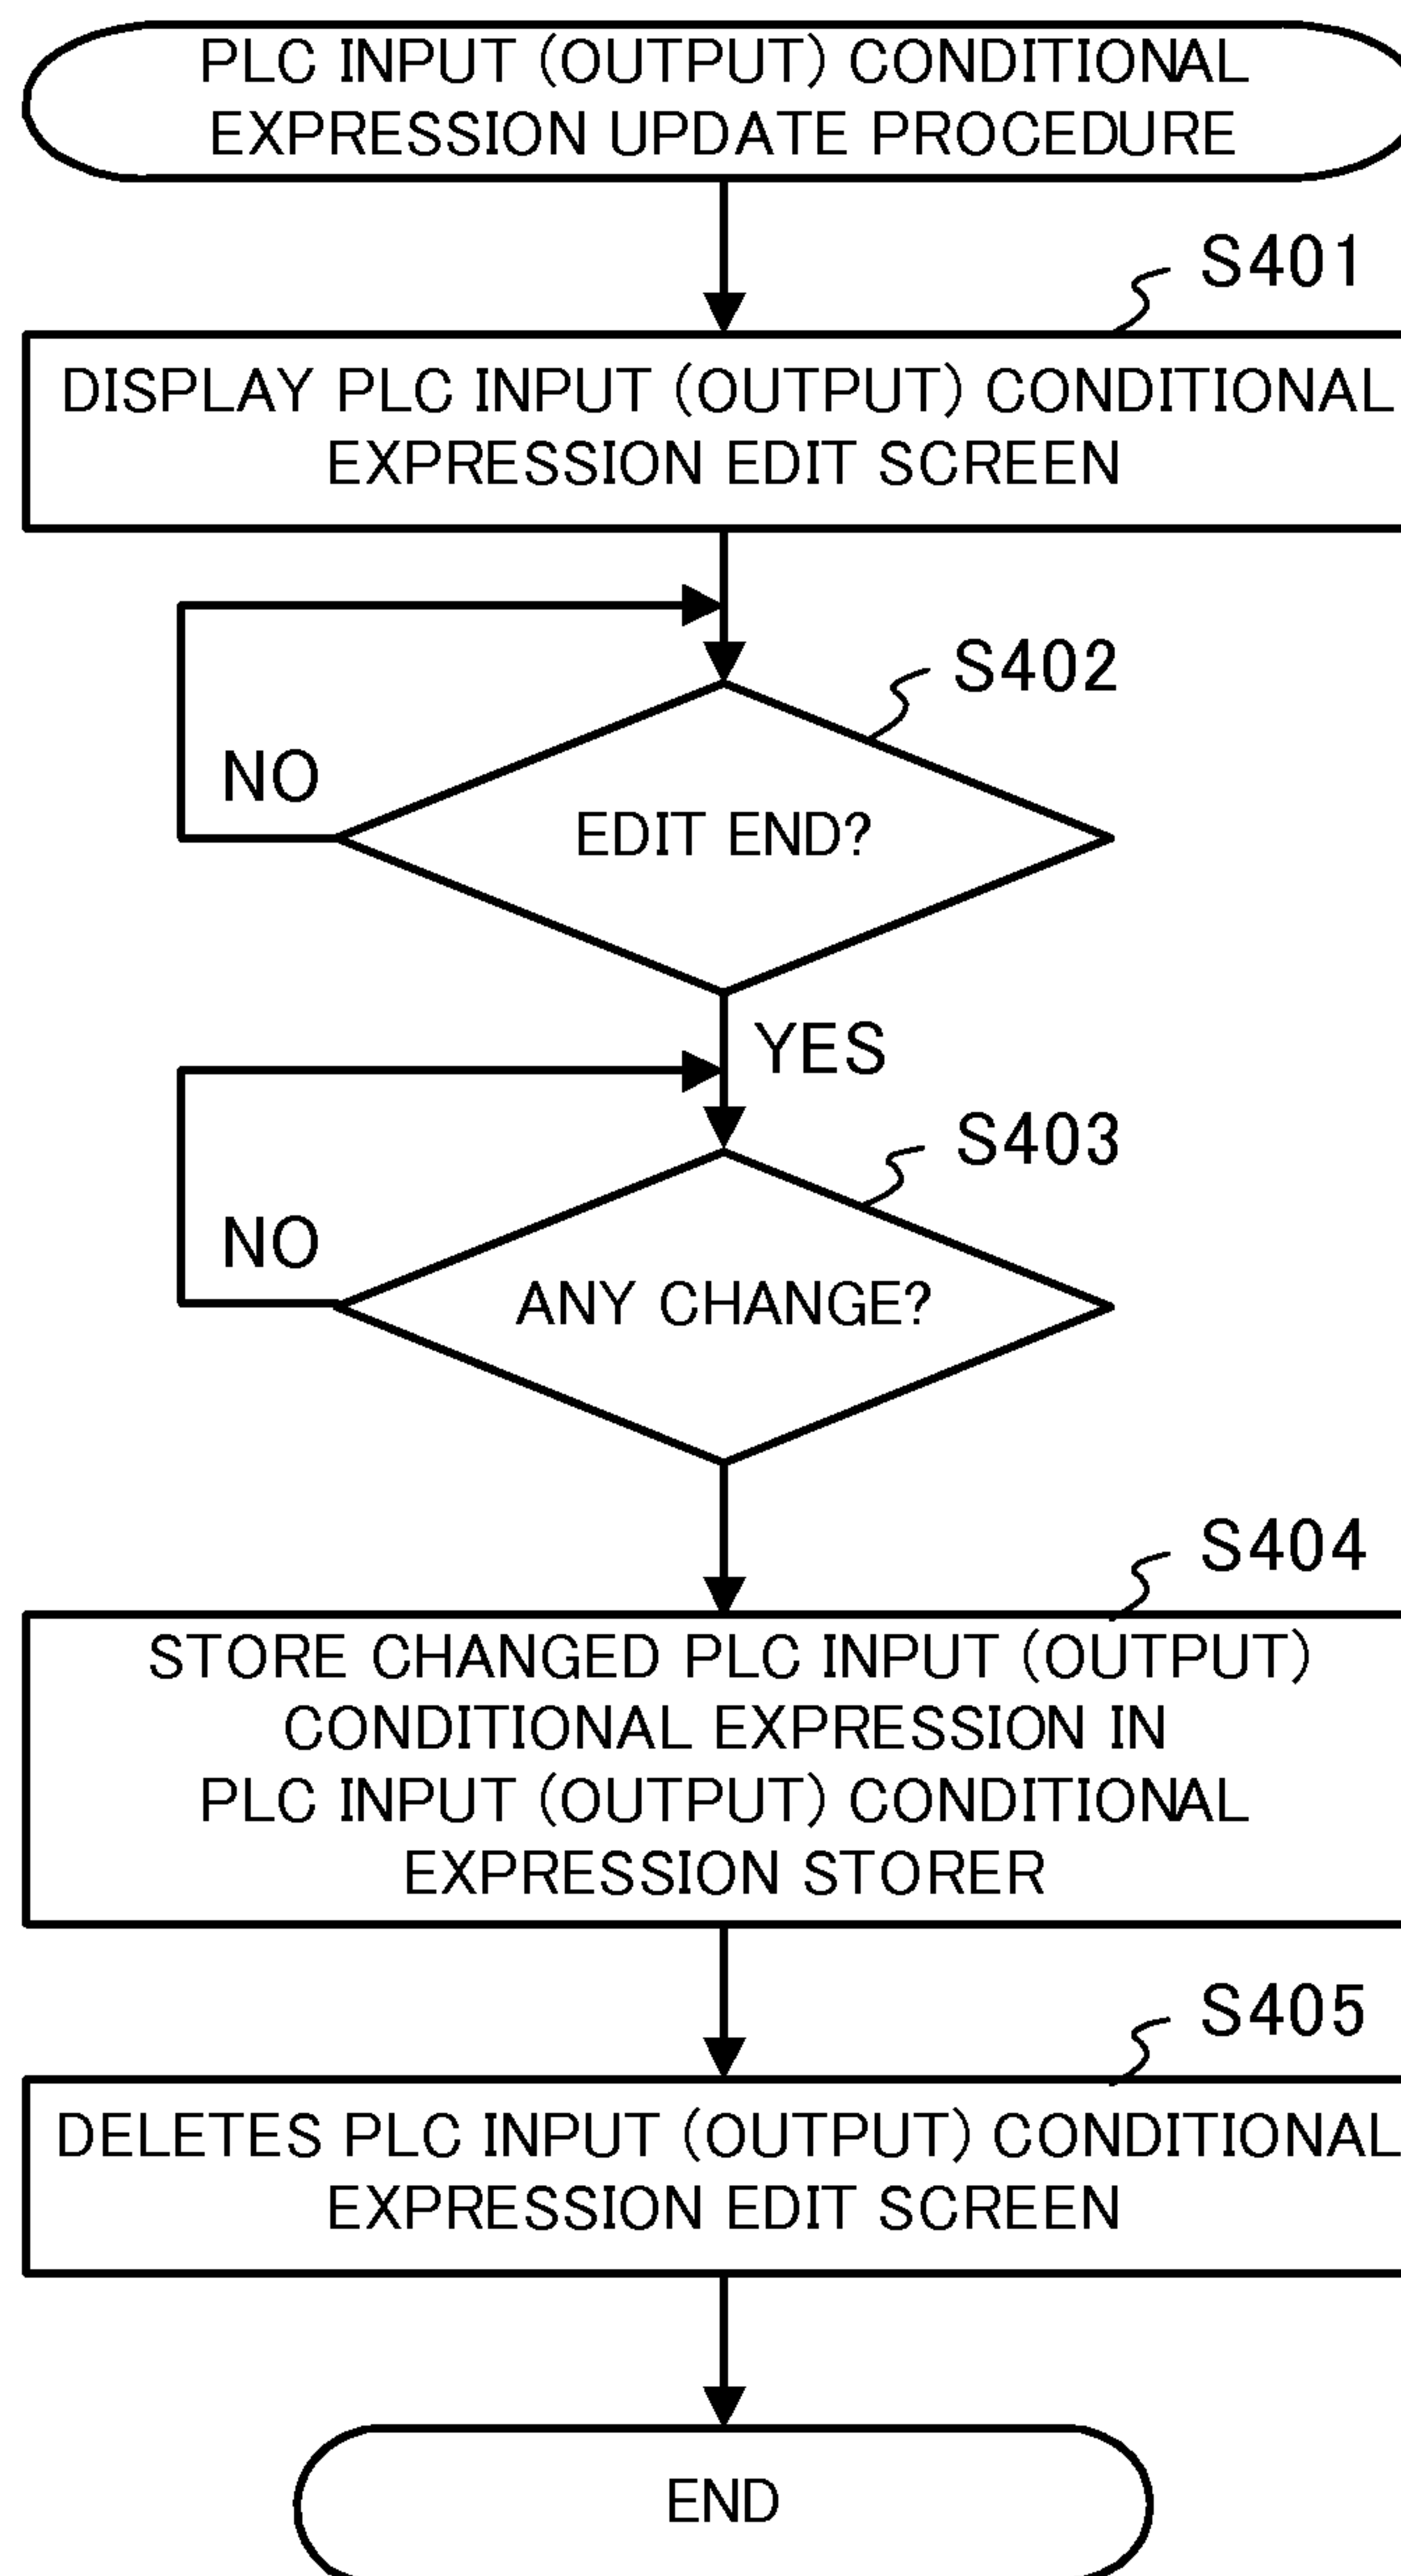 PLC INPUT (OUTPUT) CONDITIONAL
EXPRESSION UPDATE PROCEDURE
S401
DISPLAY PLC INPUT (OUTPUT) CONDITIONAL
EXPRESSION EDIT SCREEN
S402
NO
EDIT END?
YES
S403
NO
ANY CHANGE?
S404
STORE CHANGED PLC INPUT (OUTPUT)
CONDITIONAL EXPRESSION IN
PLC INPUT (OUTPUT) CONDITIONAL
EXPRESSION STORER
S405
DELETES PLC INPUT (OUTPUT) CONDITIONAL
EXPRESSION EDIT SCREEN
END